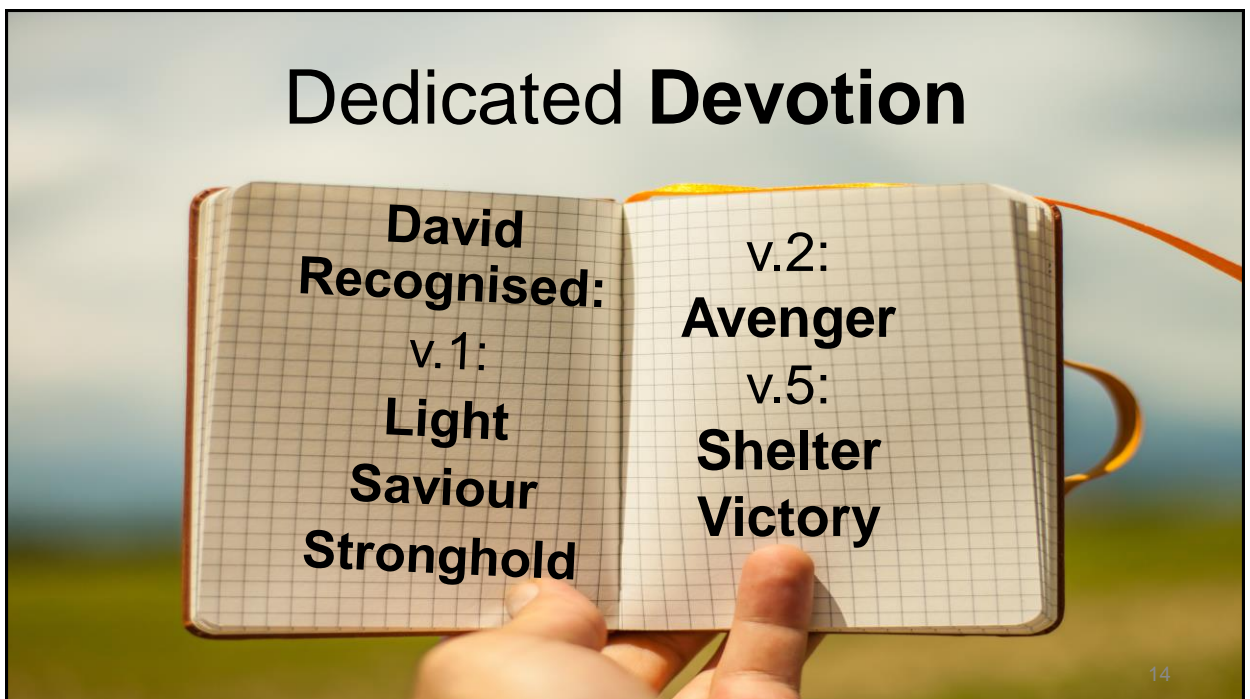 Dedicated Devotion
David
Recognised:
v.1:
Light
Saviour
Stronghold
v.2:
Avenger
v.5:
Shelter
Victory
14